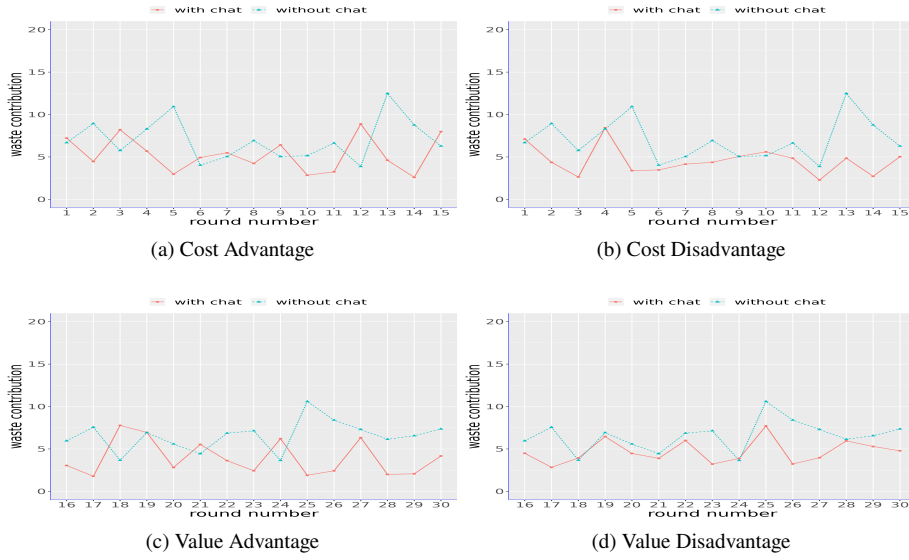 with chat without chat
waste contribution
20
15
10
5
0
1 2 3 4 5 6 7 8 9 10 11 12 13 14 15
round number
(a) Cost Advantage
with chat without chat
waste contribution
20
15
10
5
0
1 2 3 4 5 6 7 8 9 10 11 12 13 14 15
round number
(b) Cost Disadvantage
with chat without chat
waste contribution
20
15
10
5
0
16 17 18 19 20 21 22 23 24 25 26 27 28 29 30
round number
(c) Value Advantage
with chat without chat
waste contribution
20
15
10
5
0
16 17 18 19 20 21 22 23 24 25 26 27 28 29 30
round number
(d) Value Disadvantage